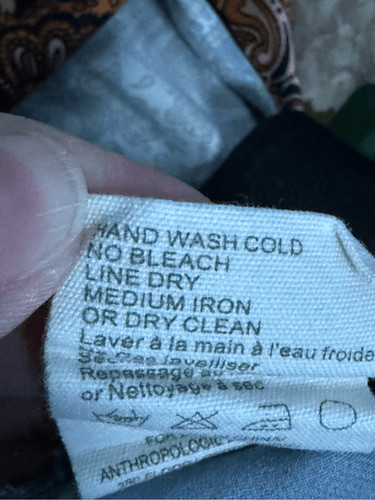 HAND WASH COLD
NO BLEACH
LINE DRY
MEDIUM IRON
OR DRY CLEAN
Laver à la main à l'eau froide
Repassage
or Nettoyage à sec
FOR
ANTHROPOLOGIE